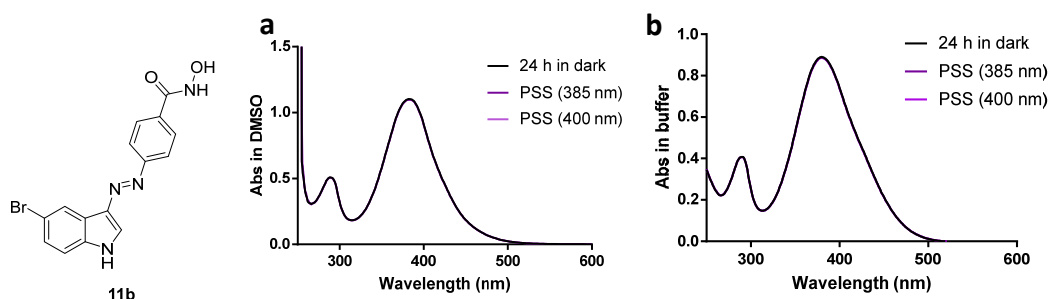 O
OH
NH
N=N
Br
N
H
11b
a
1.5
1.0
0.5
0.0
Abs in DMSO
300 400 500 600
Wavelength (nm)
24 h in dark
PSS (385 nm)
PSS (400 nm)
b
1.0
0.8
0.6
0.4
0.2
0.0
Abs in buffer
300 400 500 600
Wavelength (nm)
24 h in dark
PSS (385 nm)
PSS (400 nm)